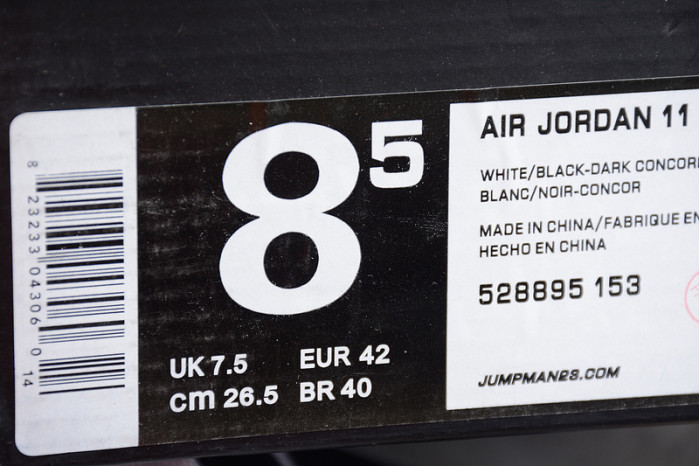 8 23233 04306 0 14
8 5
UK 7.5 EUR 42
cm 26.5 BR 40
AIR JORDAN 11
WHITE/BLACK-DARK CONCOR
BLANC/NOIR-CONCOR
MADE IN CHINA/FABRIQUE EN
HECHO EN CHINA
528895 153
JUMPMAN23.COM